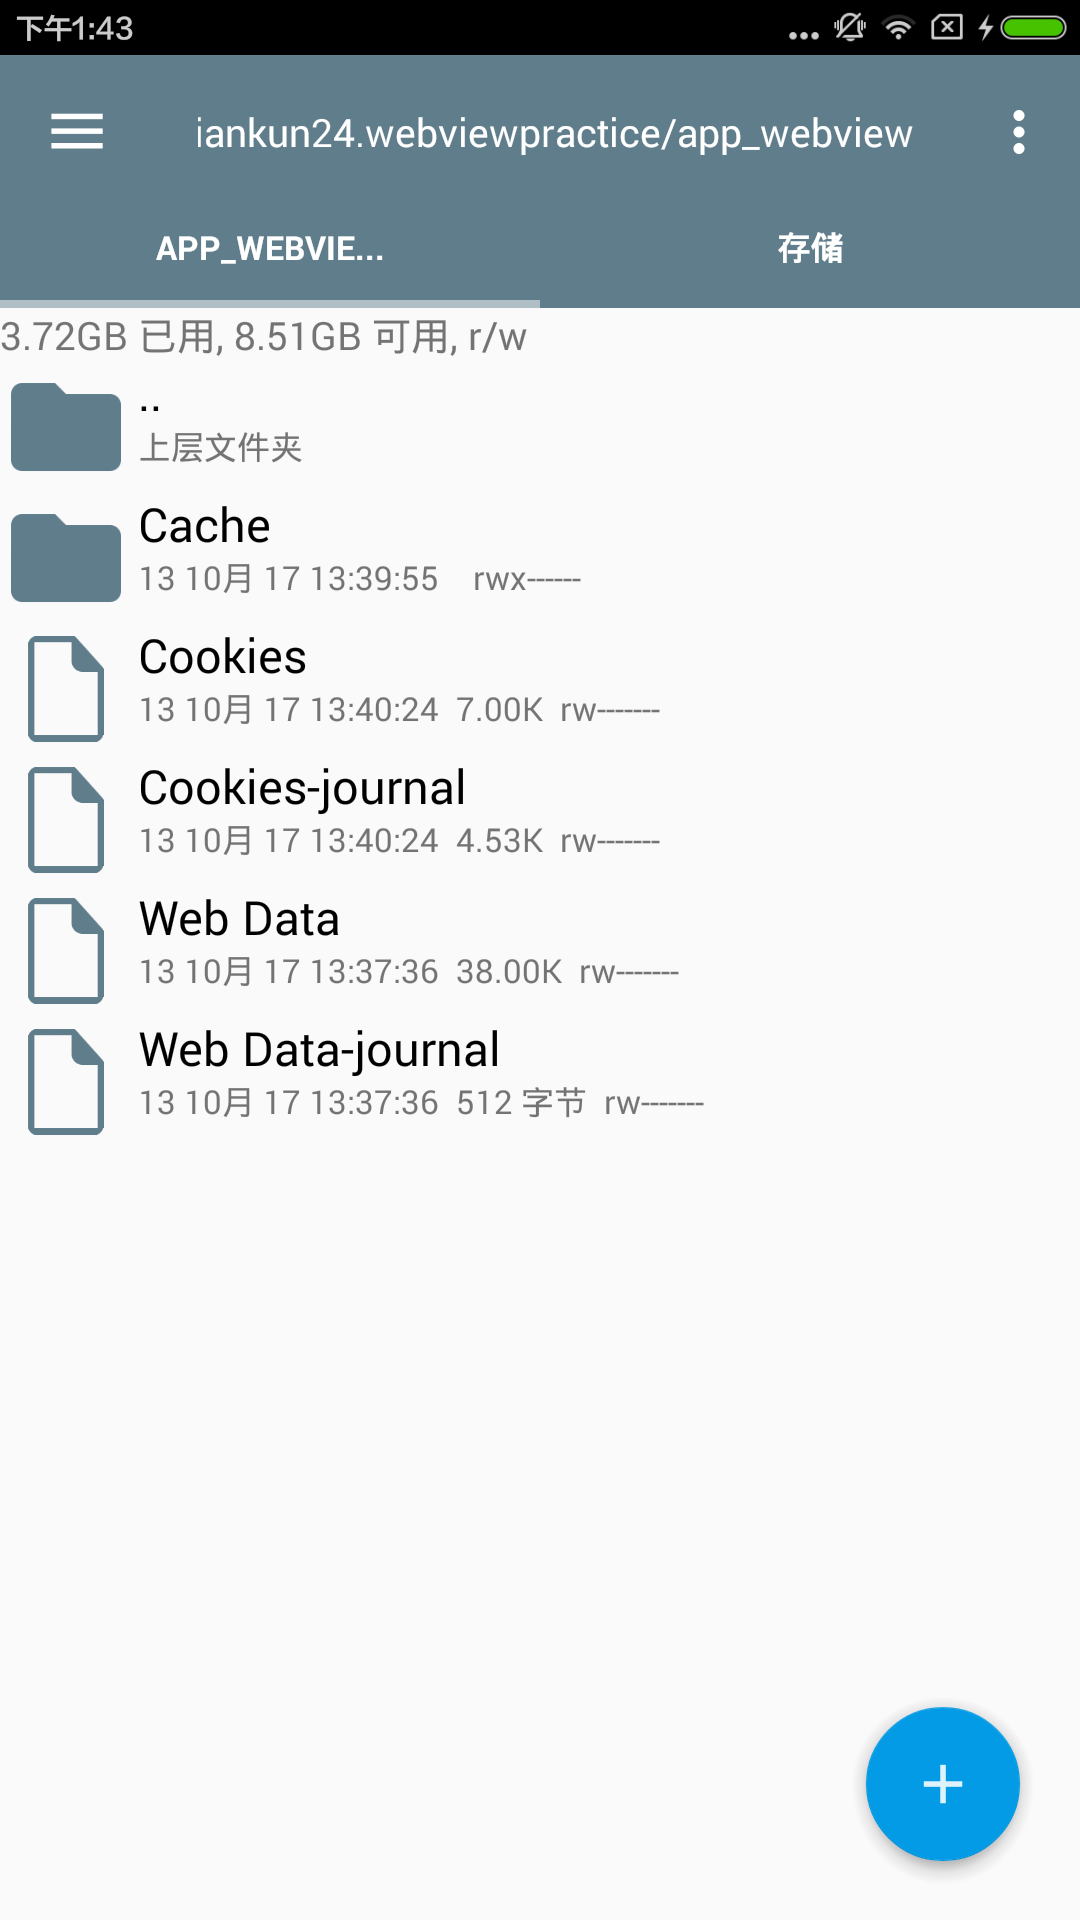 下午1:43
iankun24.webviewpractice/app_webview
APP_WEBVIE...
存储
3.72GB 已用, 8.51GB 可用, r/w
..
上层文件夹
Cache
13 10月 17 13:39:55 rwx------
Cookies
13 10月 17 13:40:24 7.00K rw-------
Cookies-journal
13 10月 17 13:40:24 4.53K rw-------
Web Data
13 10月 17 13:37:36 38.00K rw-------
Web Data-journal
13 10月 17 13:37:36 512 字节 rw-------